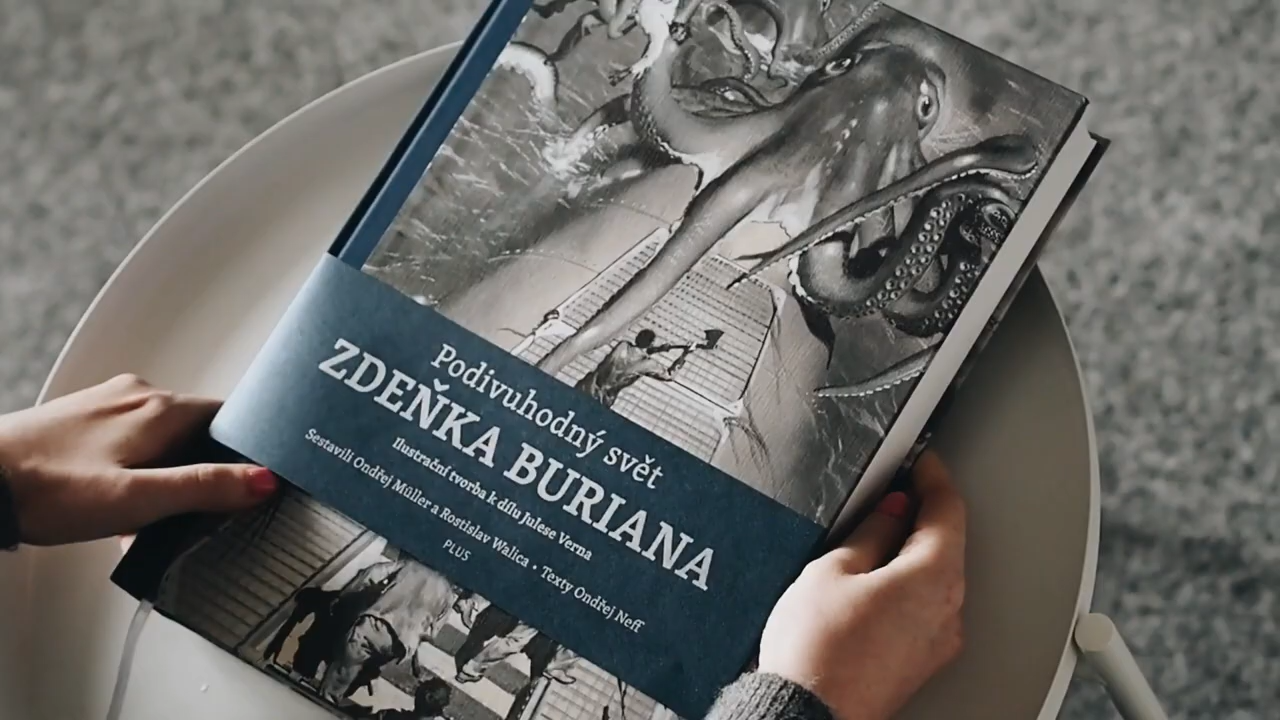 Podivuhodný svět
ZDEŇKA BURIANA
Ilustrační tvorba k dílu Julese Verna
Sestavili Ondřej Müller a Rostislav Walica • Texty Ondřej Neff
PLUS